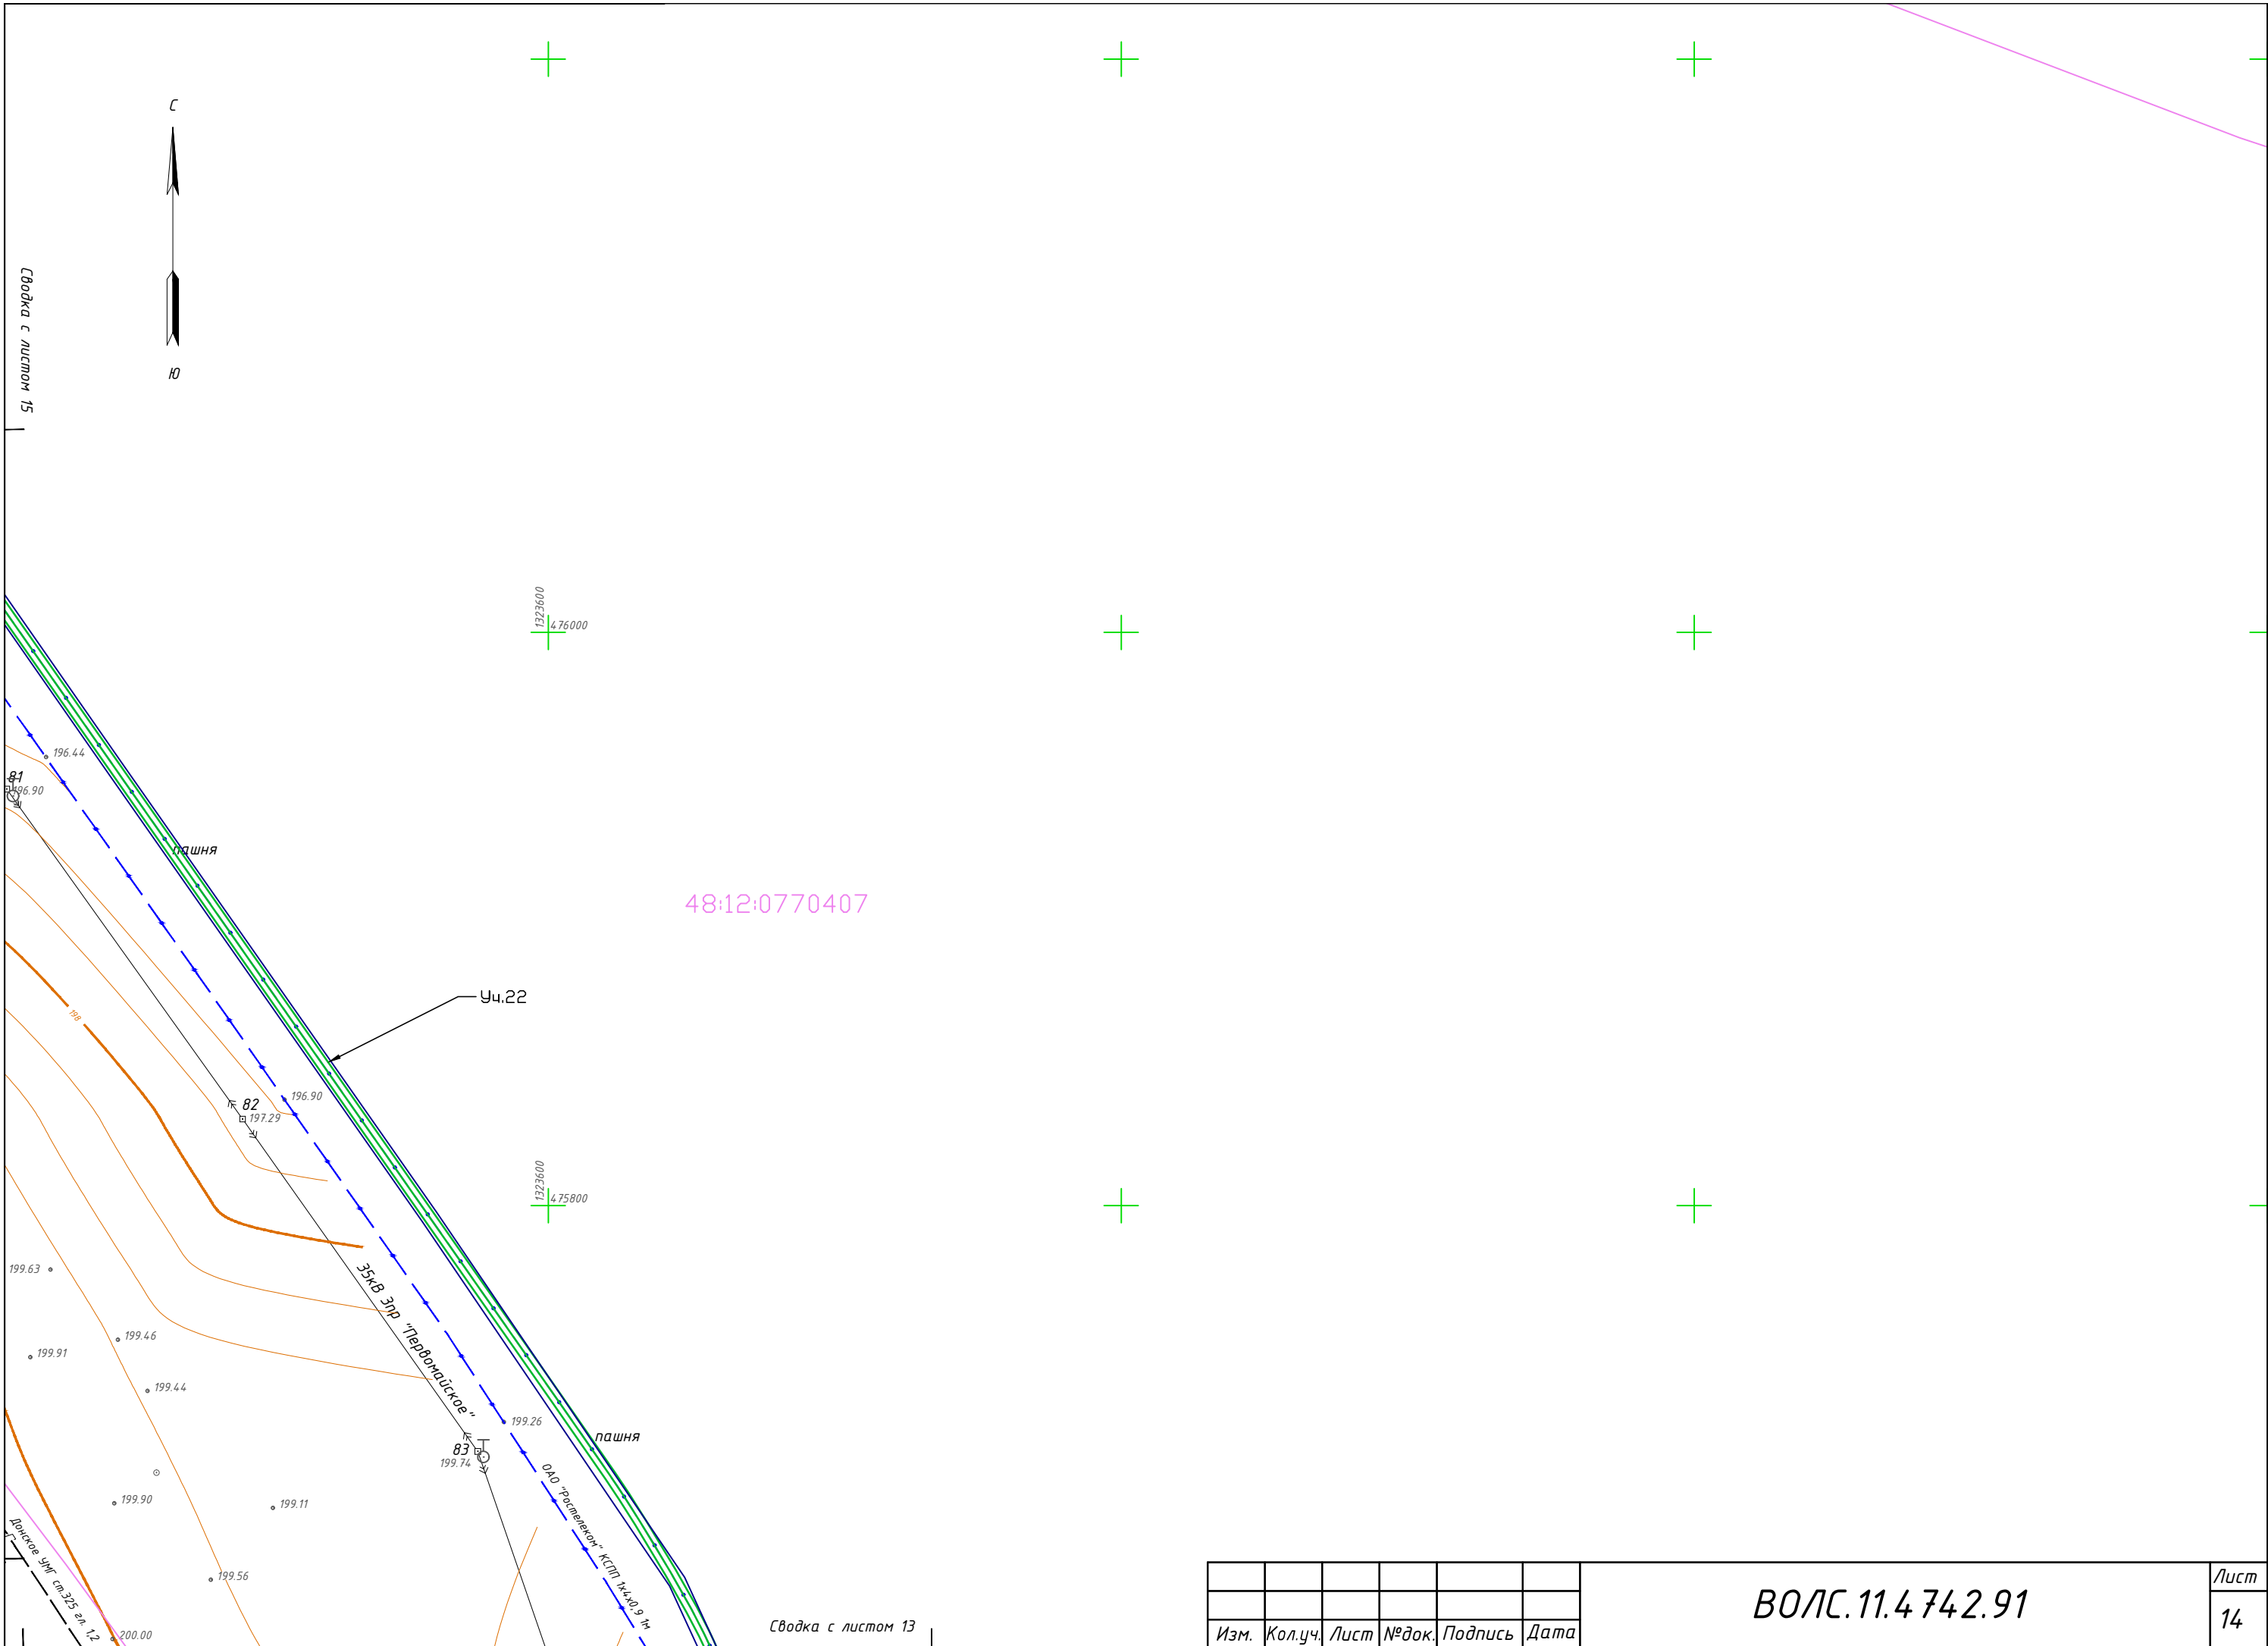 С
Ю
Сводка с листом 15
1323600
476000
196.44
81
196.90
пашня
48:12:0770407
Уч.22
198
196.90
82
197.29
1323600
475800
199.63
35кВ 3пр "Первомайское"
199.46
199.91
199.44
199.26
пашня
83
199.74
ОАО "Ростелеком" КСПП 1х4х0,9 1м
199.90
199.11
Донское УМГ ст.325 гл. 1,2
199.56
200.00
Сводка с листом 13
Изм. Кол.уч. Лист №док. Подпись Дата
ВОЛС.11.4742.91
Лист
14